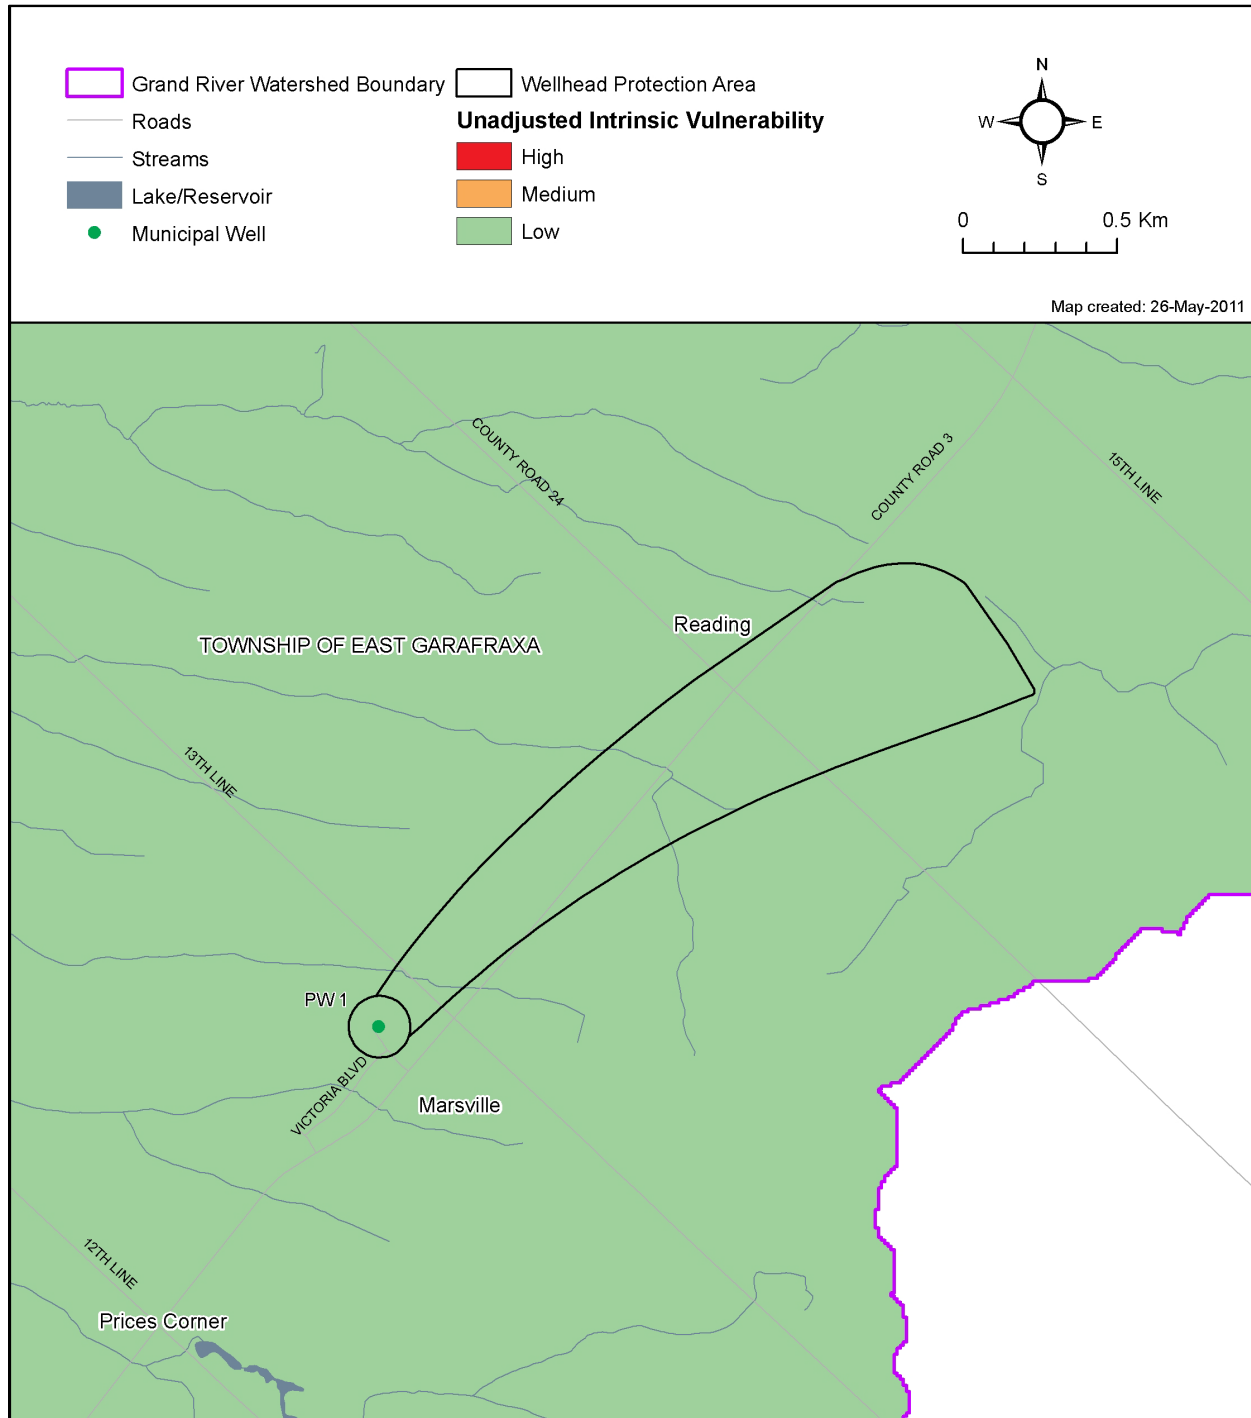 Grand River Watershed Boundary
Roads
Streams
Lake/Reservoir
Municipal Well
Wellhead Protection Area
Unadjusted Intrinsic Vulnerability
High
Medium
Low
N
W E
S
0 0.5 Km
Map created: 26-May-2011
COUNTY ROAD 24
COUNTY ROAD 3
15TH LINE
Reading
TOWNSHIP OF EAST GARAFRAXA
13TH LINE
PW 1
VICTORIA BLVD
Marsville
12TH LINE
Prices Corner